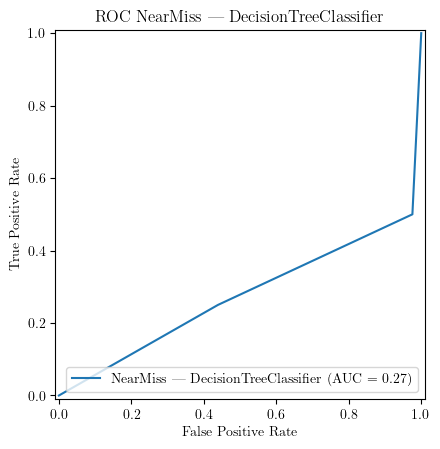 ROC NearMiss — DecisionTreeClassifier
1.0
0.8
0.6
0.4
0.2
0.0
True Positive Rate
NearMiss — DecisionTreeClassifier (AUC = 0.27)
0.0 0.2 0.4 0.6 0.8 1.0
False Positive Rate